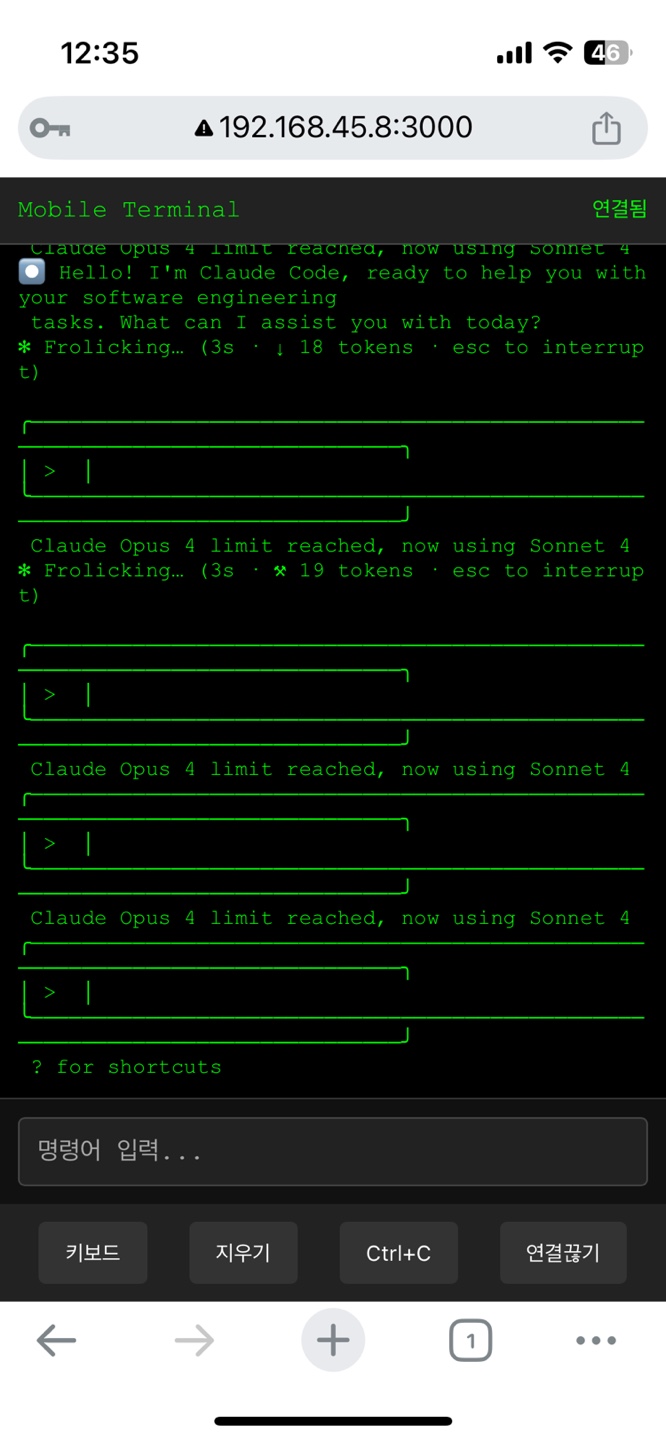 12:35
46
192.168.45.8:3000
Mobile Terminal
연결됨
Claude Opus 4 limit reached, now using Sonnet 4
Hello! I'm Claude Code, ready to help you with
your software engineering
tasks. What can I assist you with today?
✻ Frolicking… (3s · ↓ 18 tokens · esc to interrup
t)
>
Claude Opus 4 limit reached, now using Sonnet 4
✻ Frolicking… (3s · ⚒ 19 tokens · esc to interrup
t)
>
Claude Opus 4 limit reached, now using Sonnet 4
>
Claude Opus 4 limit reached, now using Sonnet 4
>
? for shortcuts
명령어 입력...
키보드
지우기
Ctrl+C
연결끊기
1